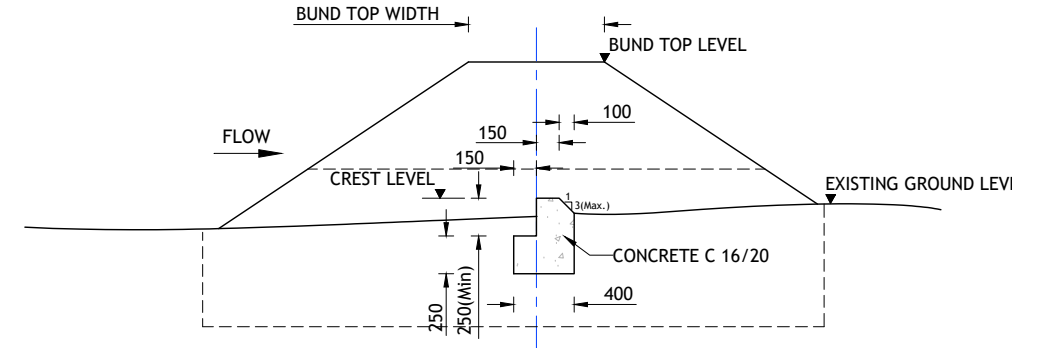 BUND TOP WIDTH
BUND TOP LEVEL
100
FLOW
150
150
CREST LEVEL
EXISTING GROUND LEVE
1
3(Max.)
CONCRETE C 16/20
250
250(Min)
400